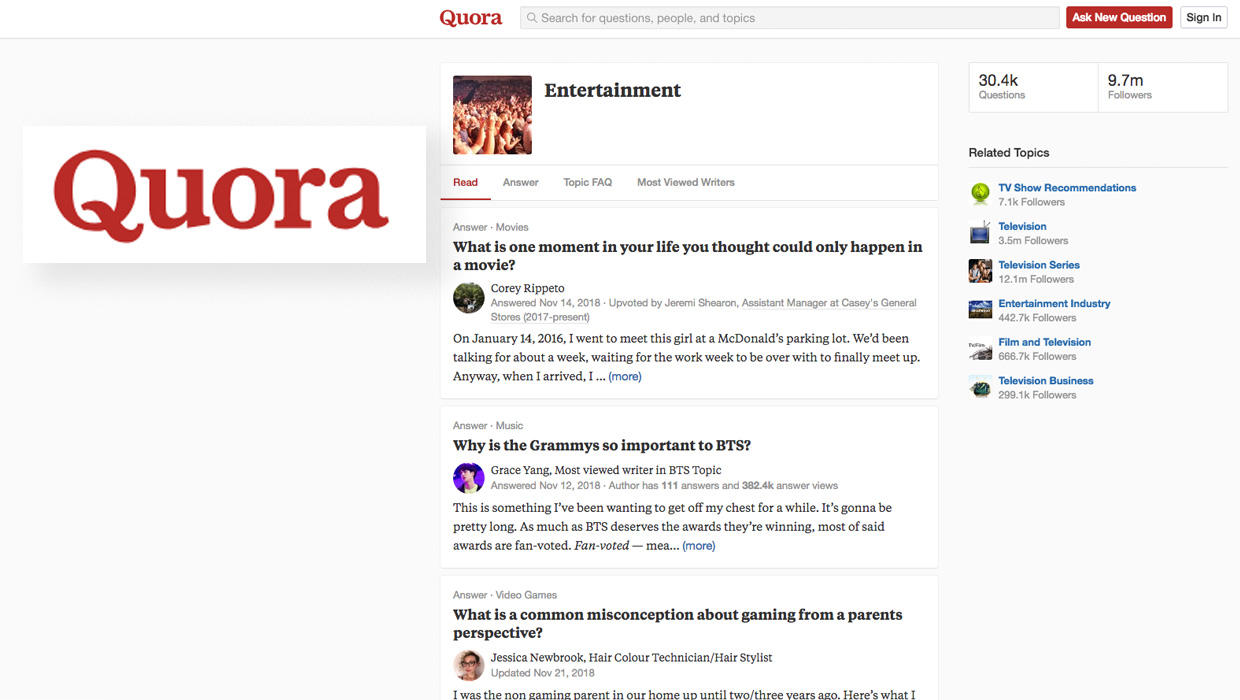 Quora
Search for questions, people, and topics
Ask New Question
Sign In
Quora
Entertainment
Read
Answer
Topic FAQ
Most Viewed Writers
Answer · Movies
What is one moment in your life you thought could only happen in
a movie?
Corey Rippeto
Answered Nov 14, 2018 · Upvoted by Jeremi Shearon, Assistant Manager at Casey's General
Stores (2017-present)
On January 14, 2016, I went to meet this girl at a McDonald’s parking lot. We’d been
talking for about a week, waiting for the work week to be over with to finally meet up.
Anyway, when I arrived, I ... (more)
Answer · Music
Why is the Grammys so important to BTS?
Grace Yang, Most viewed writer in BTS Topic
Answered Nov 12, 2018 · Author has 111 answers and 382.4k answer views
This is something I’ve been wanting to get off my chest for a while. It’s gonna be
pretty long. As much as BTS deserves the awards they’re winning, most of said
awards are fan-voted. Fan-voted — mea... (more)
Answer · Video Games
What is a common misconception about gaming from a parents
perspective?
Jessica Newbrook, Hair Colour Technician/Hair Stylist
Updated Nov 21, 2018
I was the non gaming parent in our home up until two/three years ago. Here’s what I
30.4k
Questions
9.7m
Followers
Related Topics
TV Show Recommendations
7.1k Followers
Television
3.5m Followers
Television Series
12.1m Followers
Entertainment Industry
442.7k Followers
Film and Television
666.7k Followers
Television Business
299.1k Followers